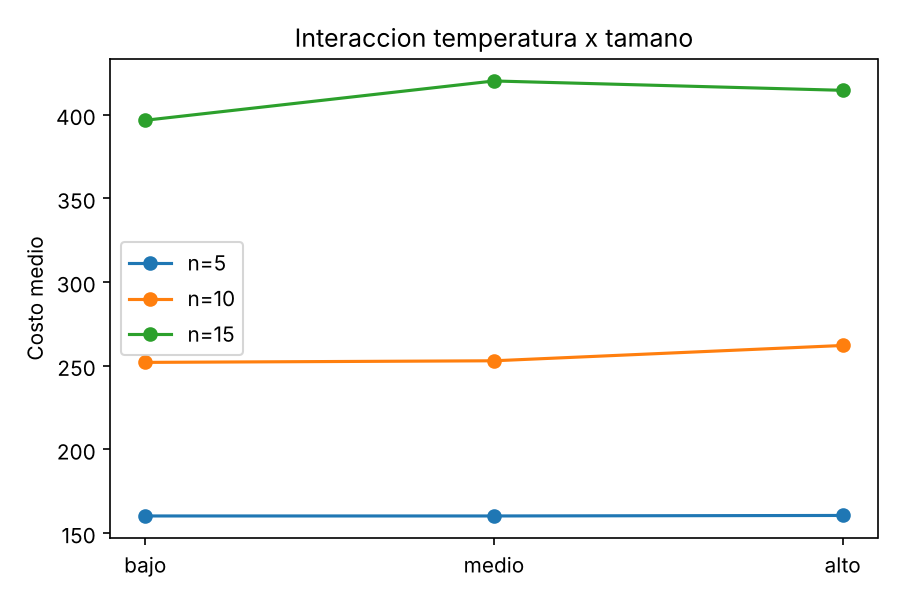 Interaccion temperatura x tamano
Costo medio
400
350
300
250
200
150
n=5
n=10
n=15
bajo
medio
alto